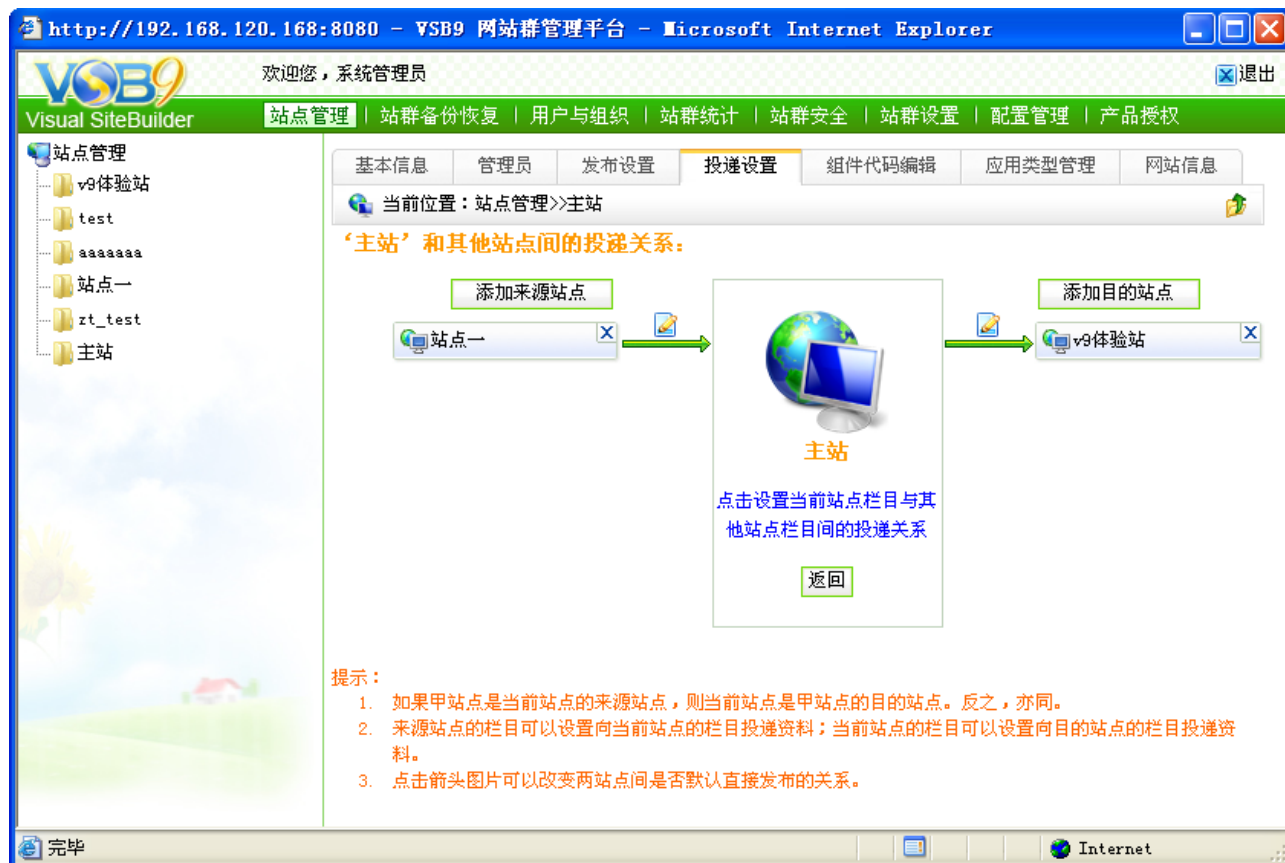 http://192.168.120.168:8080 - VSB9 网站群管理平台 - Microsoft Internet Explorer
VSB9
Visual SiteBuilder
欢迎您，系统管理员
退出
站点管理 | 站群备份恢复 | 用户与组织 | 站群统计 | 站群安全 | 站群设置 | 配置管理 | 产品授权
站点管理
v9体验站
test
aaaaaaa
站点一
zt_test
主站
基本信息 管理员 发布设置 投递设置 组件代码编辑 应用类型管理 网站信息
当前位置：站点管理>>主站
‘主站’和其他站点间的投递关系：
添加来源站点
站点一
主站
点击设置当前站点栏目与其
他站点栏目间的投递关系
返回
添加目的站点
v9体验站
提示：
1. 如果甲站点是当前站点的来源站点，则当前站点是甲站点的目的站点。反之，亦同。
2. 来源站点的栏目可以设置向当前站点的栏目投递资料；当前站点的栏目可以设置向目的站点的栏目投递资
料。
3. 点击箭头图片可以改变两站点间是否默认直接发布的关系。
完毕
Internet